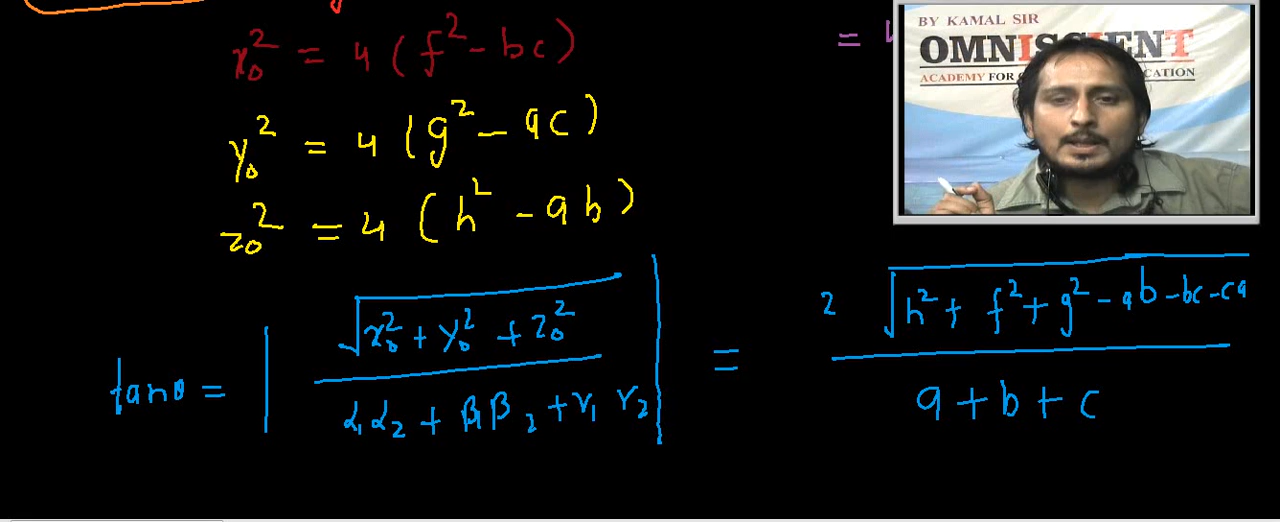 x₀² = 4 ( f² - bc )
=
BY KAMAL SIR
OMNISCIENT
ACADEMY FOR
y₀² = 4 ( g² - ac )
z₀² = 4 ( h² - ab )
tanθ = | √(x₀² + y₀² + z₀²) / α₁α₂ + β₁β₂ + γ₁γ₂ | = 2 √(h² + f² + g² - ab - bc - ca) / a + b + c